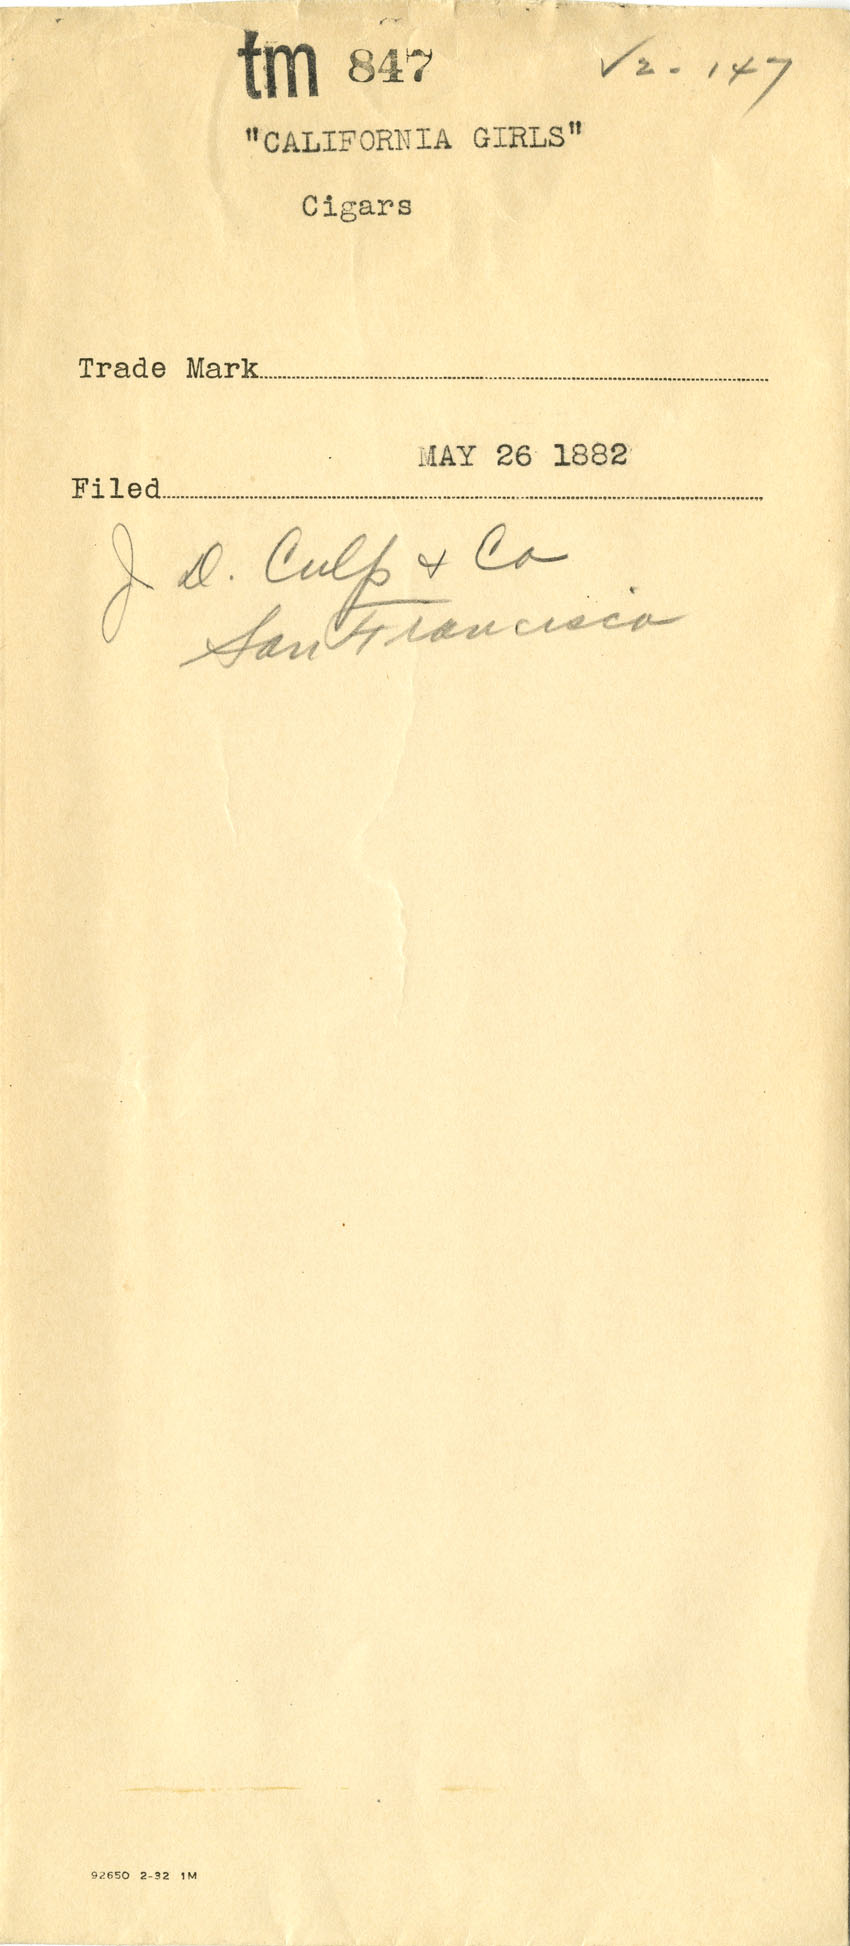 tm 847
√2 - 147
"CALIFORNIA GIRLS"
Cigars
Trade Mark
MAY 26 1882
Filed
J D. Culp & Co
San Francisco
92650 2-32 1M